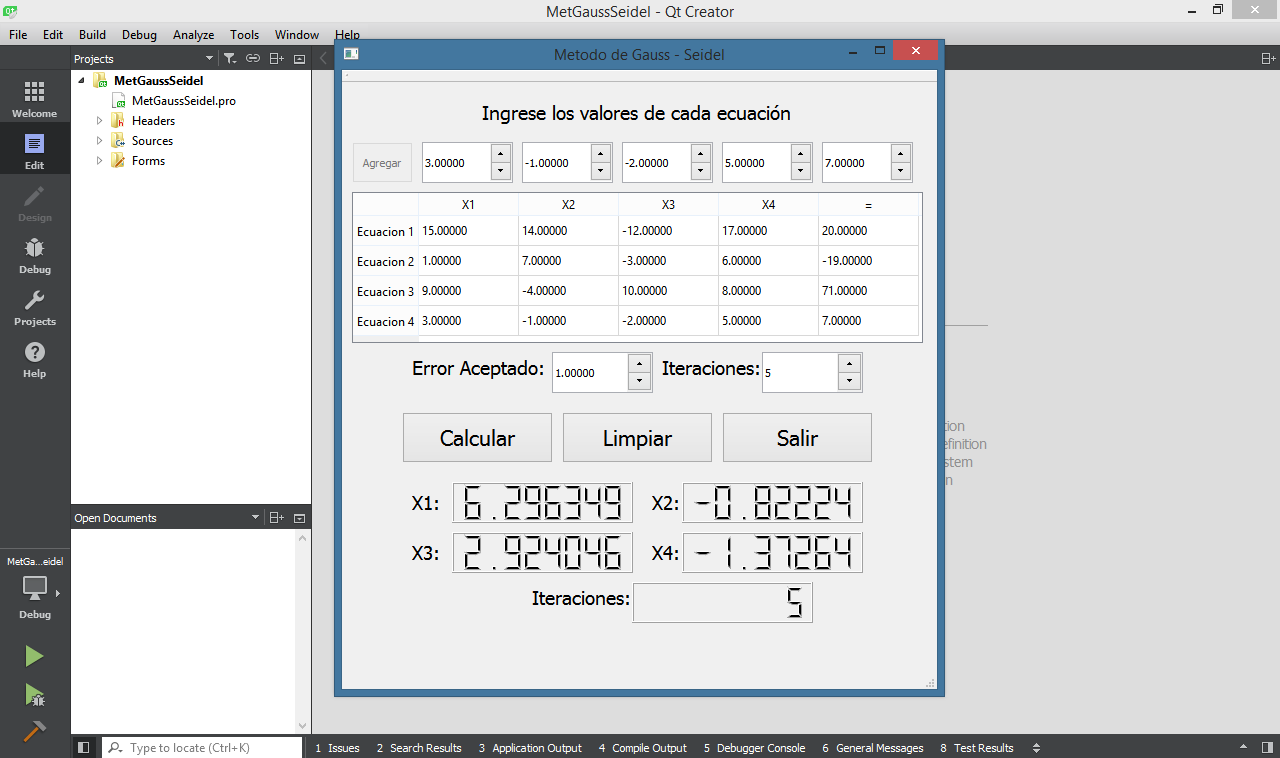 MetGaussSeidel - Qt Creator
File Edit Build Debug Analyze Tools Window Help
Projects
MetGaussSeidel
MetGaussSeidel.pro
Headers
Sources
Forms
Welcome
Edit
Design
Debug
Projects
Help
Open Documents
MetGa...eidel
Debug
Metodo de Gauss - Seidel
Ingrese los valores de cada ecuación
Agregar 3.00000 -1.00000 -2.00000 5.00000 7.00000
X1 X2 X3 X4 =
Ecuacion 1 15.00000 14.00000 -12.00000 17.00000 20.00000
Ecuacion 2 1.00000 7.00000 -3.00000 6.00000 -19.00000
Ecuacion 3 9.00000 -4.00000 10.00000 8.00000 71.00000
Ecuacion 4 3.00000 -1.00000 -2.00000 5.00000 7.00000
Error Aceptado: 1.00000 Iteraciones: 5
Calcular Limpiar Salir
X1: 6.296349 X2: -0.82224
X3: 2.924046 X4: -1.37264
Iteraciones: 5
Type to locate (Ctrl+K) 1 Issues 2 Search Results 3 Application Output 4 Compile Output 5 Debugger Console 6 General Messages 8 Test Results